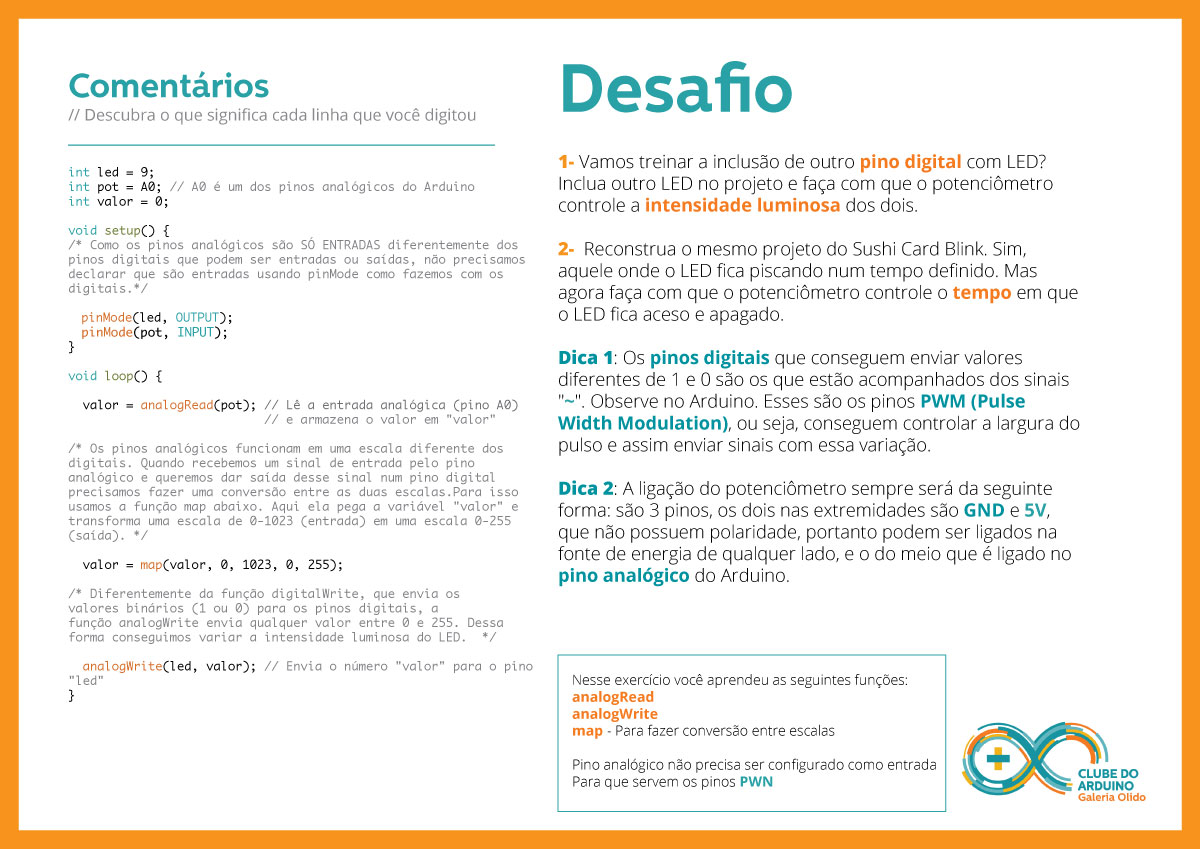 Comentários
// Descubra o que significa cada linha que você digitou
int led = 9;
int pot = A0; // A0 é um dos pinos analógicos do Arduino
int valor = 0;
void setup() {
/* Como os pinos analógicos são SÓ ENTRADAS diferentemente dos
pinos digitais que podem ser entradas ou saídas, não precisamos
declarar que são entradas usando pinMode como fazemos com os
digitais.*/
pinMode(led, OUTPUT);
pinMode(pot, INPUT);
}
void loop() {
valor = analogRead(pot); // Lê a entrada analógica (pino A0)
// e armazena o valor em "valor"
/* Os pinos analógicos funcionam em uma escala diferente dos
digitais. Quando recebemos um sinal de entrada pelo pino
analógico e queremos dar saída desse sinal num pino digital
precisamos fazer uma conversão entre as duas escalas.Para isso
usamos a função map abaixo. Aqui ela pega a variável "valor" e
transforma uma escala de 0-1023 (entrada) em uma escala 0-255
(saída). */
valor = map(valor, 0, 1023, 0, 255);
/* Diferentemente da função digitalWrite, que envia os
valores binários (1 ou 0) para os pinos digitais, a
função analogWrite envia qualquer valor entre 0 e 255. Dessa
forma conseguimos variar a intensidade luminosa do LED.  */
analogWrite(led, valor); // Envia o número "valor" para o pino
"led"
}
Desafio
1- Vamos treinar a inclusão de outro pino digital com LED?
Inclua outro LED no projeto e faça com que o potenciômetro
controle a intensidade luminosa dos dois.
2-  Reconstrua o mesmo projeto do Sushi Card Blink. Sim,
aquele onde o LED fica piscando num tempo definido. Mas
agora faça com que o potenciômetro controle o tempo em que
o LED fica aceso e apagado.
Dica 1: Os pinos digitais que conseguem enviar valores
diferentes de 1 e 0 são os que estão acompanhados dos sinais
"~". Observe no Arduino. Esses são os pinos PWM (Pulse
Width Modulation), ou seja, conseguem controlar a largura do
pulso e assim enviar sinais com essa variação.
Dica 2: A ligação do potenciômetro sempre será da seguinte
forma: são 3 pinos, os dois nas extremidades são GND e 5V,
que não possuem polaridade, portanto podem ser ligados na
fonte de energia de qualquer lado, e o do meio que é ligado no
pino analógico do Arduino.
Nesse exercício você aprendeu as seguintes funções:
analogRead
analogWrite
map - Para fazer conversão entre escalas
Pino analógico não precisa ser configurado como entrada
Para que servem os pinos PWN
CLUBE DO
ARDUINO
Galeria Olido